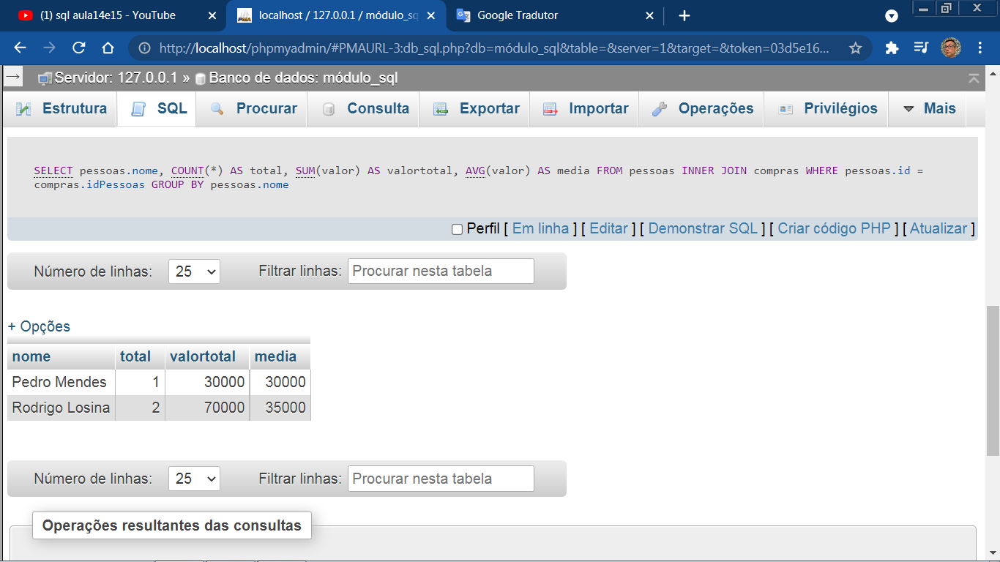 (1) sql aula14e15 - YouTube
localhost / 127.0.0.1 / módulo_sq
Google Tradutor
http://localhost/phpmyadmin/#PMAURL-3:db_sql.php?db=módulo_sql&table=&server=1&target=&token=03d5e16...
Servidor: 127.0.0.1 » Banco de dados: módulo_sql
Estrutura SQL Procurar Consulta Exportar Importar Operações Privilégios Mais
SELECT pessoas.nome, COUNT(*) AS total, SUM(valor) AS valortotal, AVG(valor) AS media FROM pessoas INNER JOIN compras WHERE pessoas.id =
compras.idPessoas GROUP BY pessoas.nome
Perfil [ Em linha ] [ Editar ] [ Demonstrar SQL ] [ Criar código PHP ] [ Atualizar ]
Número de linhas: 25 Filtrar linhas: Procurar nesta tabela
+ Opções
nome total valortotal media
Pedro Mendes 1 30000 30000
Rodrigo Losina 2 70000 35000
Número de linhas: 25 Filtrar linhas: Procurar nesta tabela
Operações resultantes das consultas